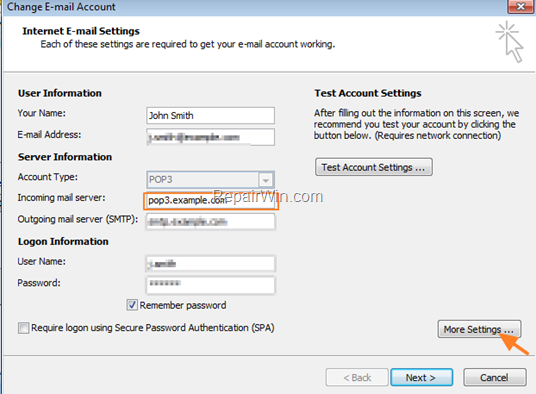 Change E-mail Account
Internet E-mail Settings
Each of these settings are required to get your e-mail account working.
User Information
Your Name:
John Smith
E-mail Address:
Server Information
Account Type:
POP3
Incoming mail server:
pop3.example.com
Outgoing mail server (SMTP):
Logon Information
User Name:
Password:
Remember password
Require logon using Secure Password Authentication (SPA)
Test Account Settings
After filling out the information on this screen, we
recommend you test your account by clicking the
button below. (Requires network connection)
Test Account Settings ...
RepairWin.com
More Settings ...
< Back
Next >
Cancel